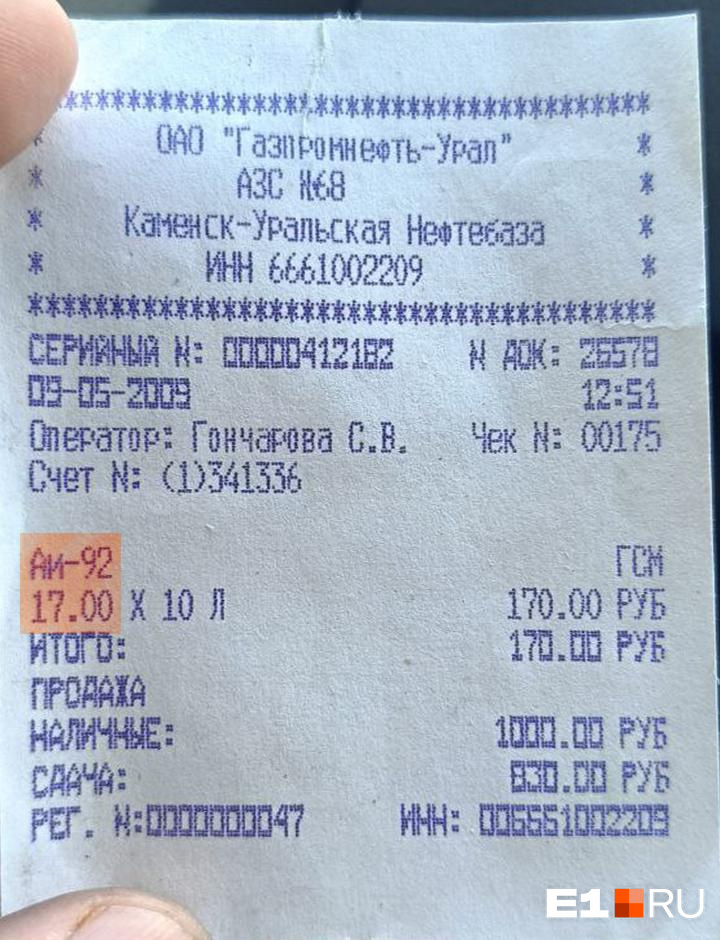 ****************************************
ОАО "Газпромнефть-Урал" *
* АЗС №68 *
* Каменск-Уральская Нефтебаза *
* ИНН 6661002209 *
****************************************
СЕРИЙНЫЙ N: 00000412182 N ДОК: 26578
09-05-2009 12:51
Оператор: Гончарова С.В. Чек N: 00175
Счет N: (1)341336
Аи-92 ГСМ
17.00 X 10 Л 170.00 РУБ
ИТОГО: 170.00 РУБ
ПРОДАЖА
НАЛИЧНЫЕ: 1000.00 РУБ
СДАЧА: 830.00 РУБ
РЕГ. N:0000000047 ИНН: 006661002209
E1.RU